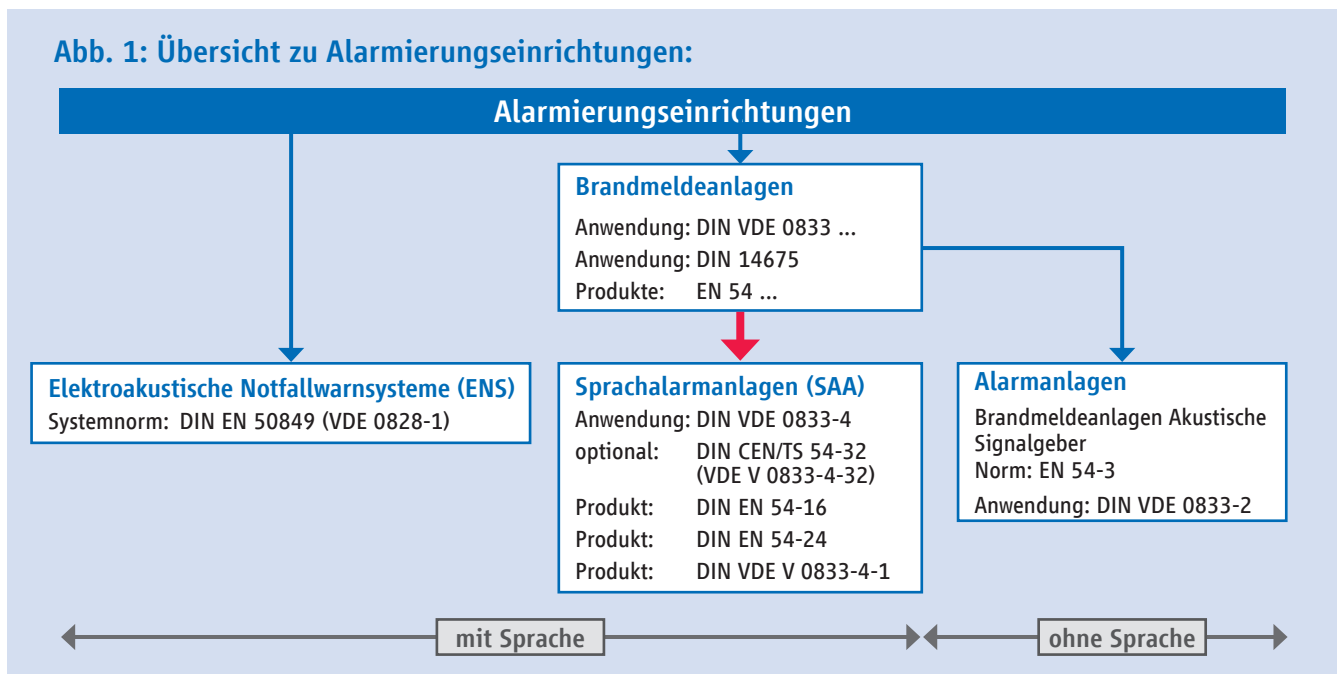 Abb. 1: Übersicht zu Alarmierungseinrichtungen:
Alarmierungseinrichtungen
Brandmeldeanlagen
Anwendung: DIN VDE 0833 ...
Anwendung: DIN 14675
Produkte: EN 54 ...
Elektroakustische Notfallwarnsysteme (ENS)
Systemnorm: DIN EN 50849 (VDE 0828-1)
Sprachalarmanlagen (SAA)
Anwendung: DIN VDE 0833-4
optional: DIN CEN/TS 54-32
(VDE V 0833-4-32)
Produkt: DIN EN 54-16
Produkt: DIN EN 54-24
Produkt: DIN VDE V 0833-4-1
Alarmanlagen
Brandmeldeanlagen Akustische
Signalgeber
Norm: EN 54-3
Anwendung: DIN VDE 0833-2
mit Sprache
ohne Sprache